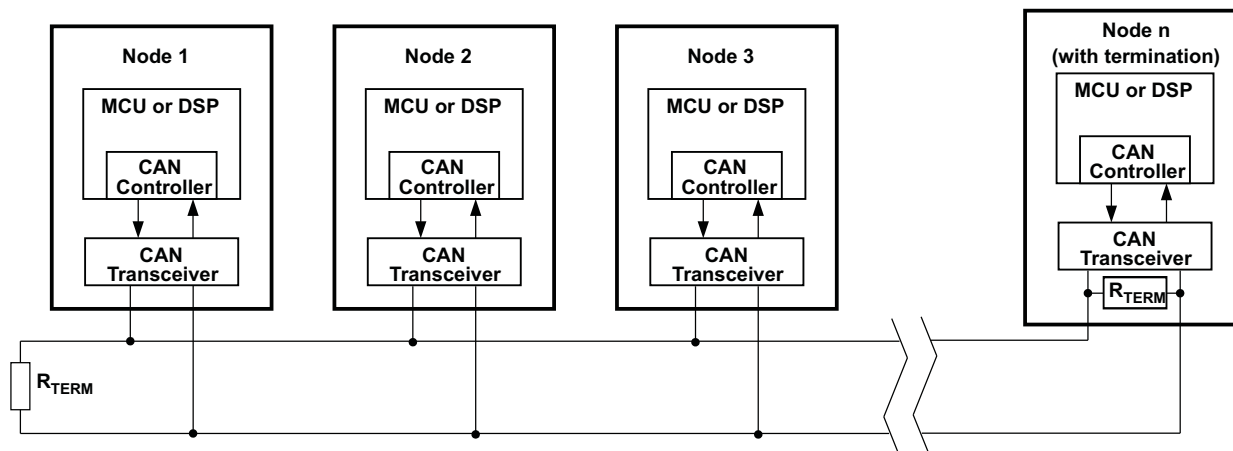 Node 1
MCU or DSP
CAN
Controller
CAN
Transceiver
Node 2
MCU or DSP
CAN
Controller
CAN
Transceiver
Node 3
MCU or DSP
CAN
Controller
CAN
Transceiver
Node n
(with termination)
MCU or DSP
CAN
Controller
CAN
Transceiver
RTERM
RTERM